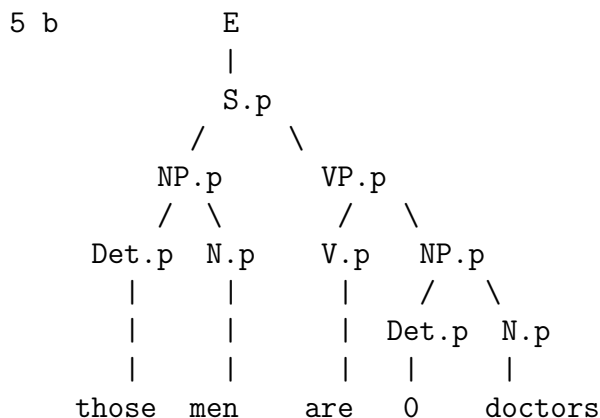 5 b E
|
S.p
/ \
NP.p VP.p
/ \ / \
Det.p N.p V.p NP.p
| | | / \
| | | Det.p N.p
| | | | |
those men are 0 doctors